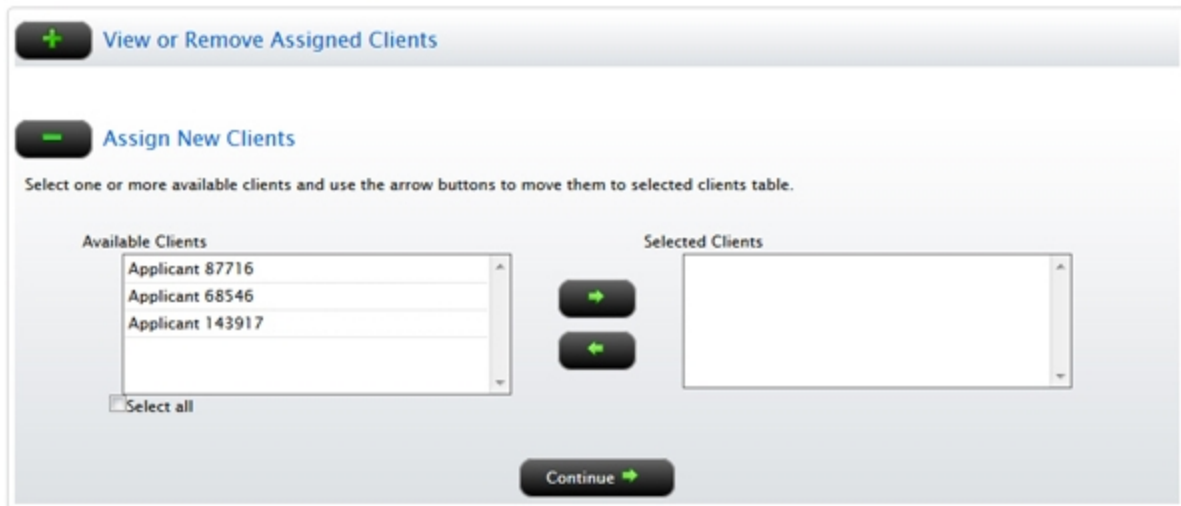 View or Remove Assigned Clients
Assign New Clients
Select one or more available clients and use the arrow buttons to move them to selected clients table.
Available Clients
Selected Clients
Applicant 87716
Applicant 68546
Applicant 143917
Select all
Continue